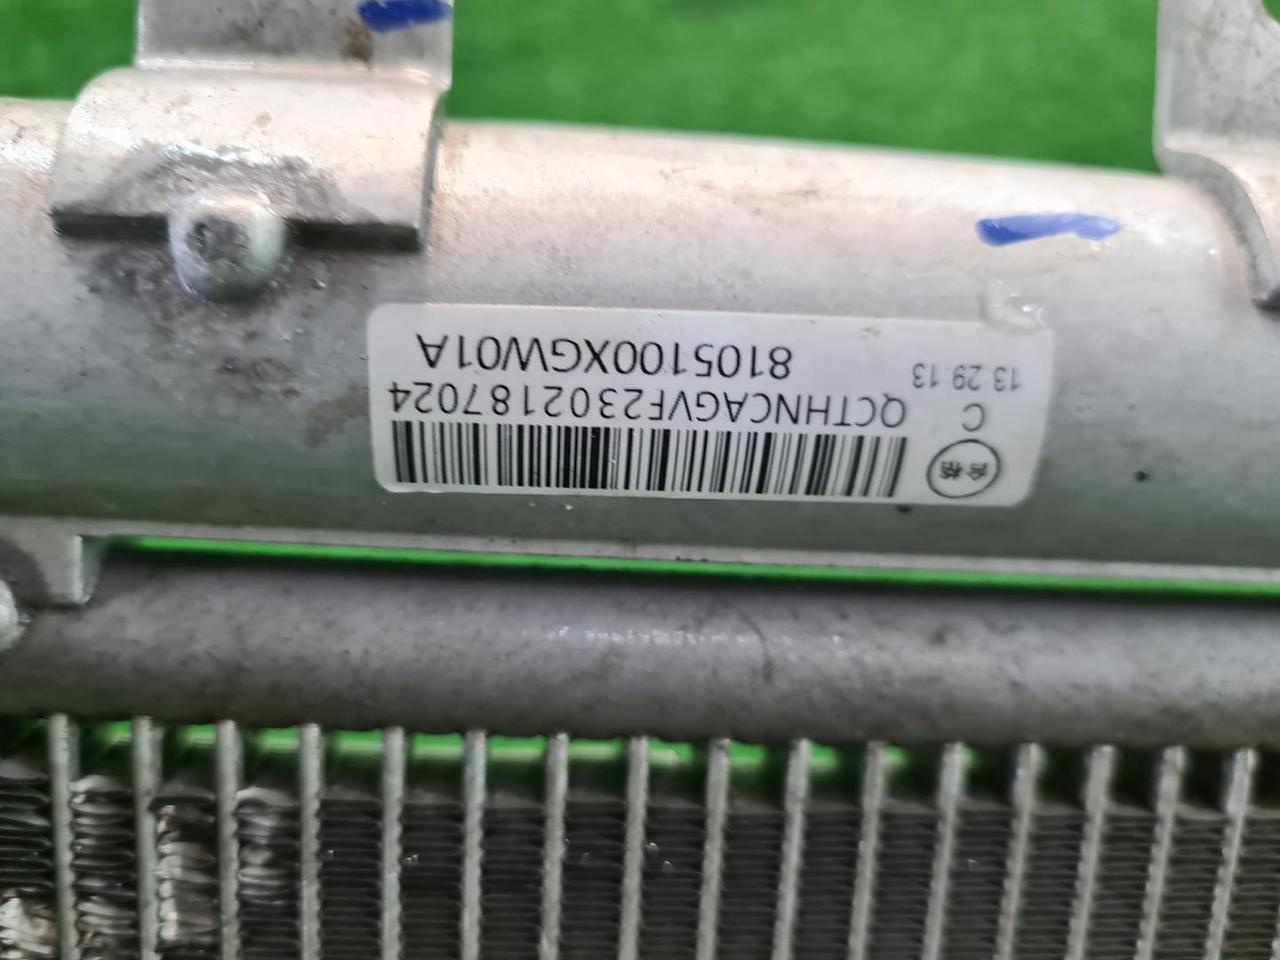 合格
C
QCTHNCAGVF2302187024
13:29:13
8105100XGW01A